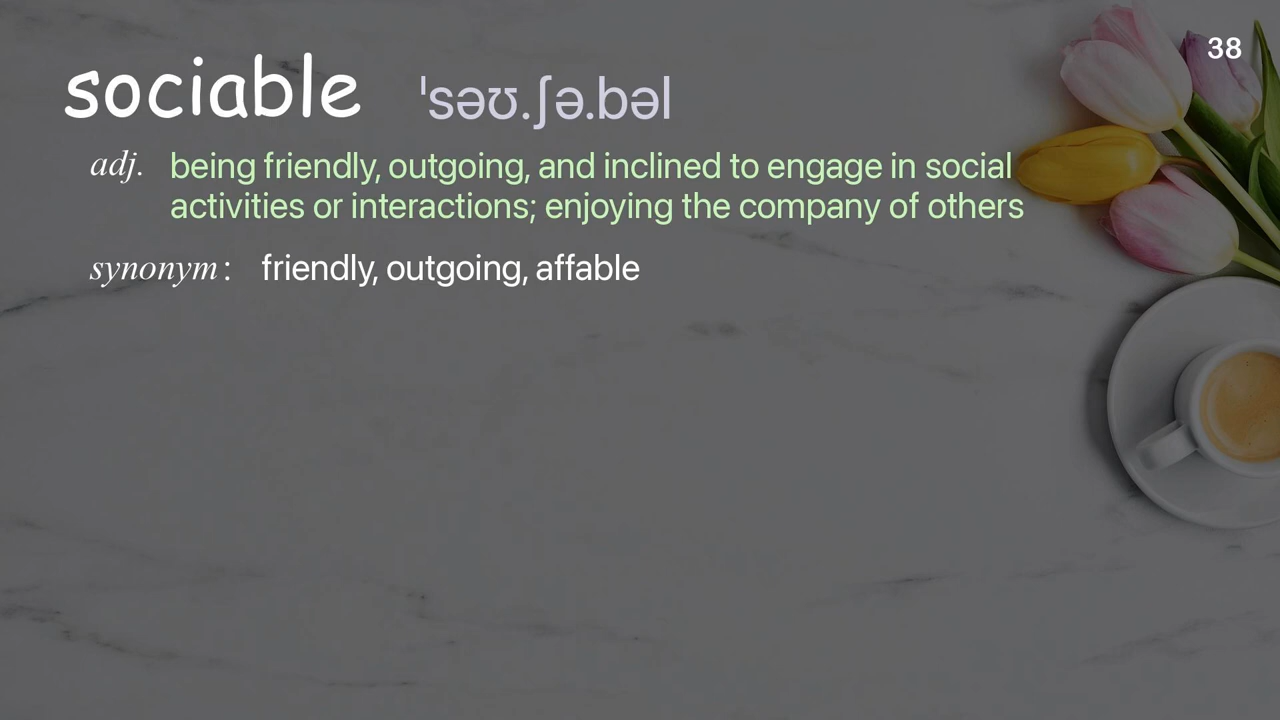 38
sociable ˈsəʊ.ʃə.bəl
adj. being friendly, outgoing, and inclined to engage in social
activities or interactions; enjoying the company of others
synonym : friendly, outgoing, affable